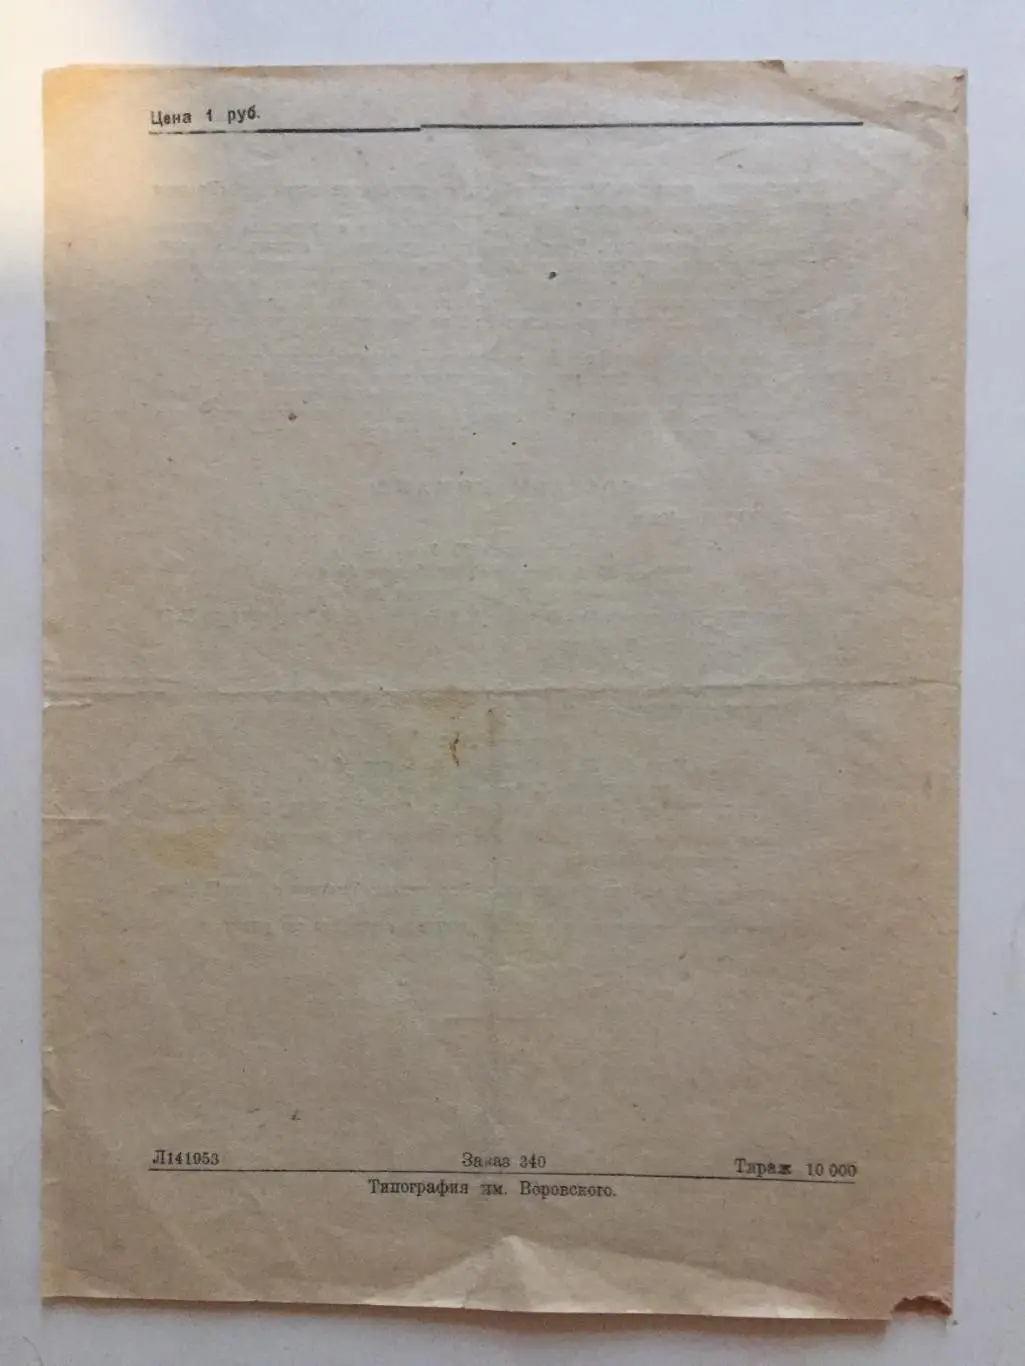 Цена 1 руб.
Л141953 Заказ 340 Тираж 10 000
Типография им. Воровского.